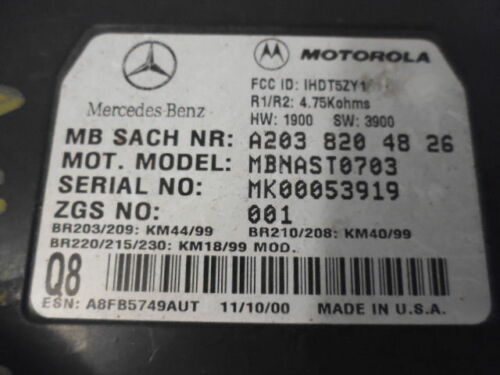 MOTOROLA
Mercedes-Benz
FCC ID: IHDT5ZY1
R1/R2: 4.75Kohms
HW: 1900 SW: 3900
MB SACH NR: A203 820 48 26
MOT. MODEL: MBNAST0703
SERIAL NO: MK00053919
ZGS NO: 001
BR203/209: KM44/99 BR210/208: KM40/99
BR220/215/230: KM18/99 MOD.
Q8
ESN: A8FB5749AUT 11/10/00 MADE IN U.S.A.